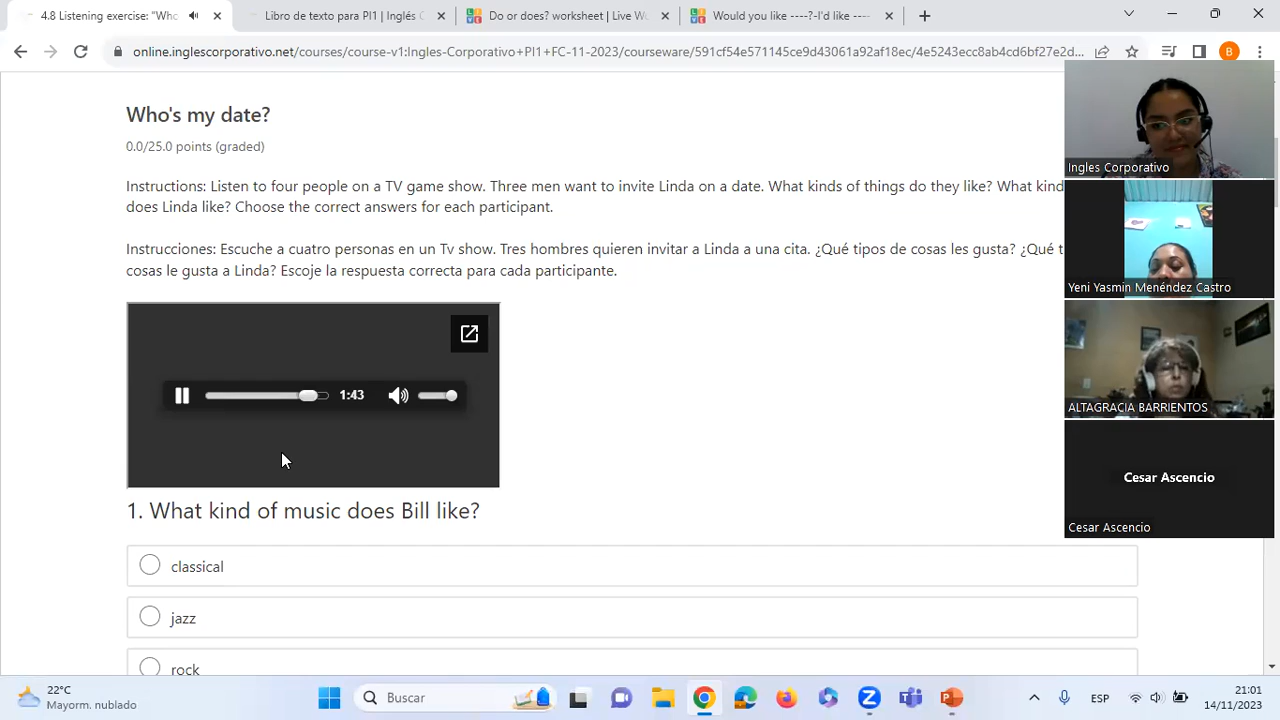 4.8 Listening exercise: "Who
Libro de texto para PI1 | Inglés C
Do or does? worksheet | Live W
Would you like ----?-I'd like ----
online.inglescorporativo.net/courses/course-v1:Ingles-Corporativo+PI1+FC-11-2023/courseware/591cf54e571145ce9d43061a92af18ec/4e5243ecc8ab4cd6bf27e2d...
B
Who's my date?
0.0/25.0 points (graded)
Instructions: Listen to four people on a TV game show. Three men want to invite Linda on a date. What kinds of things do they like? What kind
does Linda like? Choose the correct answers for each participant.
Instrucciones: Escuche a cuatro personas en un Tv show. Tres hombres quieren invitar a Linda a una cita. ¿Qué tipos de cosas les gusta? ¿Qué t
cosas le gusta a Linda? Escoje la respuesta correcta para cada participante.
1:43
1. What kind of music does Bill like?
classical
jazz
rock
Ingles Corporativo
Yeni Yasmin Menéndez Castro
ALTAGRACIA BARRIENTOS
Cesar Ascencio
Cesar Ascencio
22°C
Mayorm. nublado
Buscar
ESP
21:01
14/11/2023